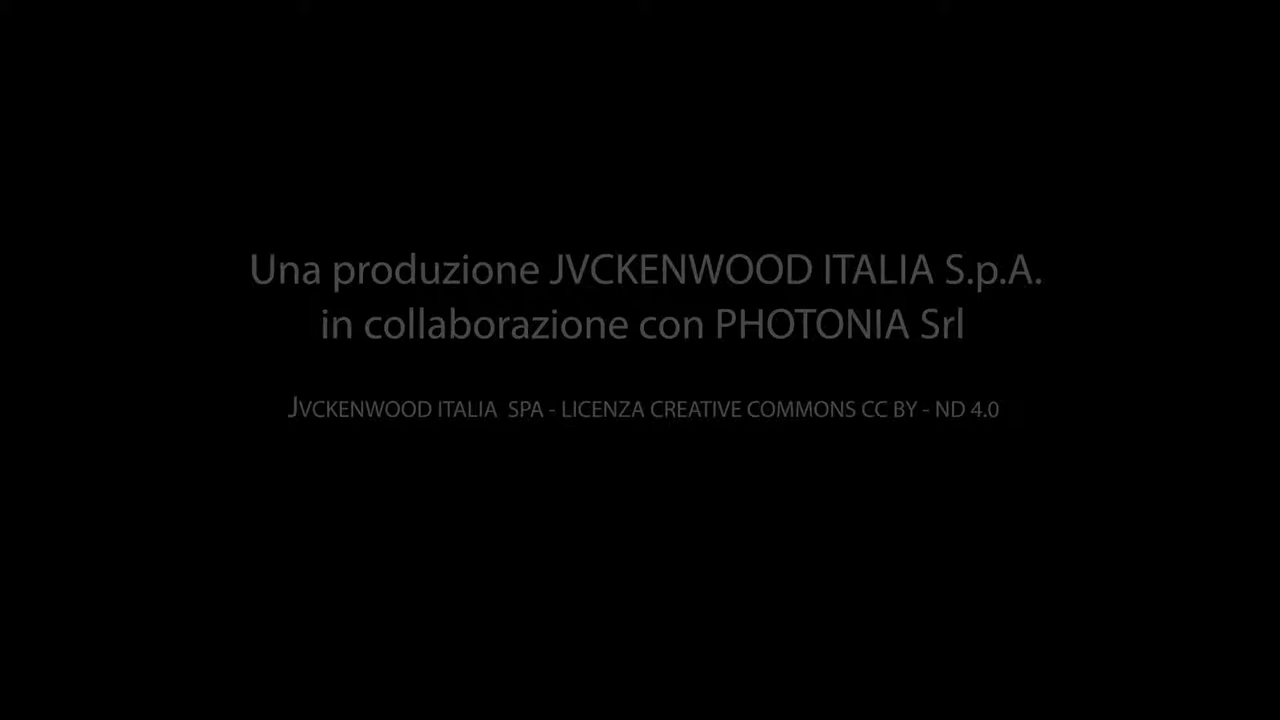 Una produzione JVCKENWOOD ITALIA S.p.A.
in collaborazione con PHOTONIA Srl
JVCKENWOOD ITALIA SPA - LICENZA CREATIVE COMMONS CC BY - ND 4.0